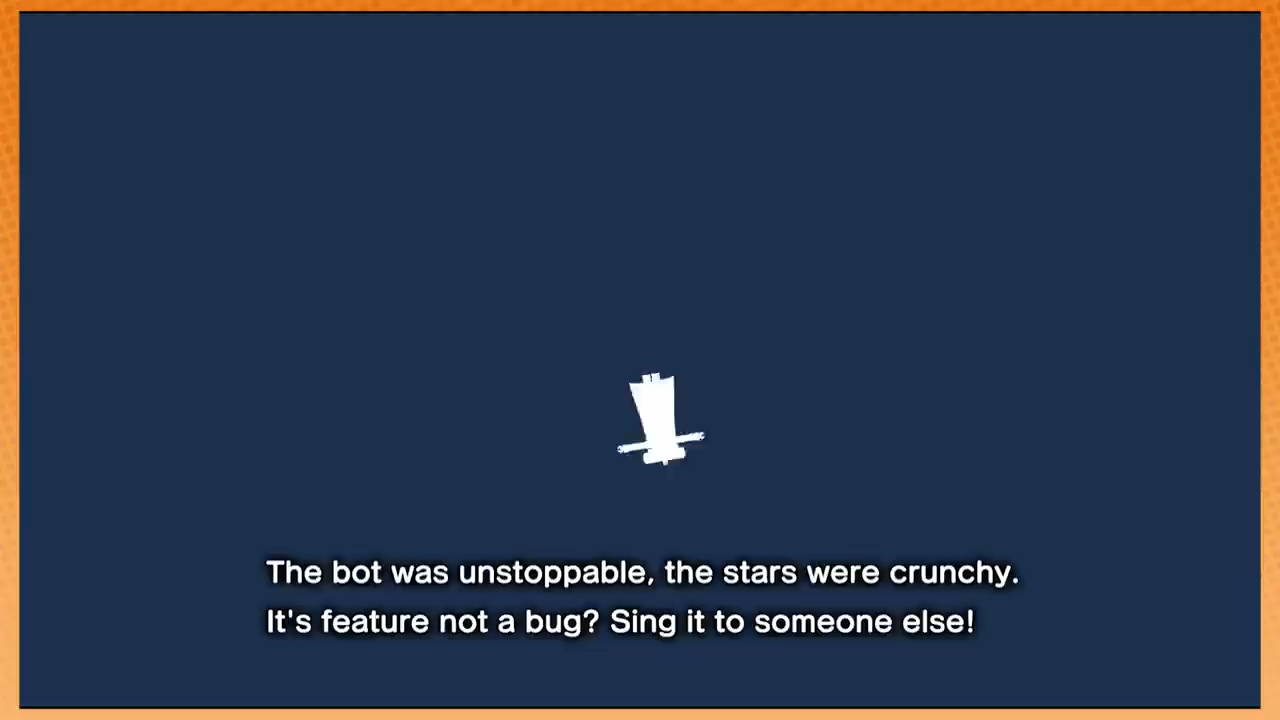 The bot was unstoppable, the stars were crunchy.
It's feature not a bug? Sing it to someone else!